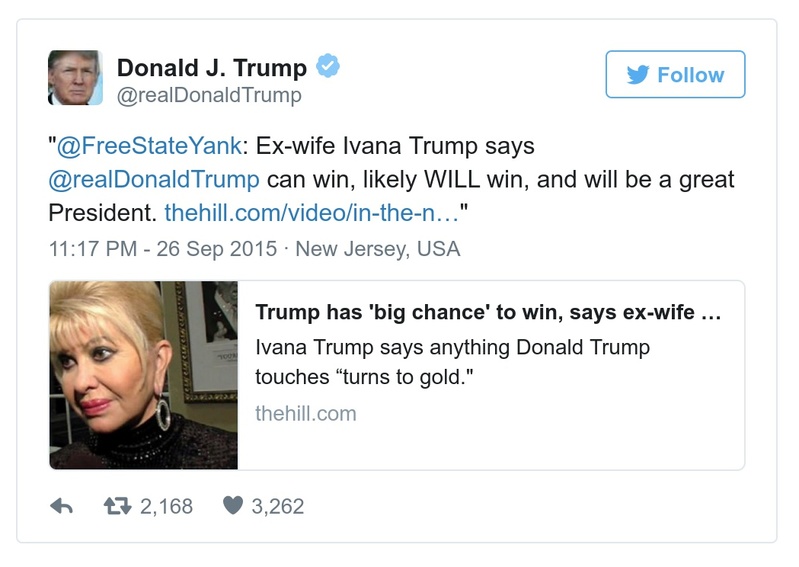 Donald J. Trump
@realDonaldTrump
Follow
"@FreeStateYank: Ex-wife Ivana Trump says
@realDonaldTrump can win, likely WILL win, and will be a great
President. thehill.com/video/in-the-n…"
11:17 PM - 26 Sep 2015 · New Jersey, USA
Trump has 'big chance' to win, says ex-wife …
Ivana Trump says anything Donald Trump
touches “turns to gold."
thehill.com
2,168 3,262